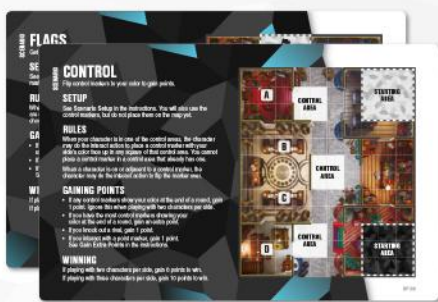 SCENARIO
FLAGS
SCENARIO
CONTROL
Flip control markers in your color to gain points.
SETUP
See Scenario Setup in the instructions. You will also use the
control markers, but do not place them on the map yet.
RULES
When your character is in one of the control areas, the character
may do the interact action to place a control marker with your
side's color face up in any square of that control area. You cannot
place a control marker in a control area that already has one.
When a character is on or adjacent to a control marker, the
character may do the interact action to flip the marker over.
GAINING POINTS
• If any control markers show your color at the end of a round, gain
1 point. Ignore this when playing with two characters per side.
• If you have the most control markers showing
your color at the end of a round, gain an extra point.
• If you knock out a rival, gain 1 point.
• If you interact with a point marker, gain 1 point.
See Gain Extra Points in the instructions.
WINNING
If playing with two characters per side, gain 6 points to win.
If playing with three characters per side, gain 10 points to win.
A
CONTROL
AREA
STARTING
AREA
B
CONTROL
AREA
C
D
CONTROL
AREA
STARTING
AREA